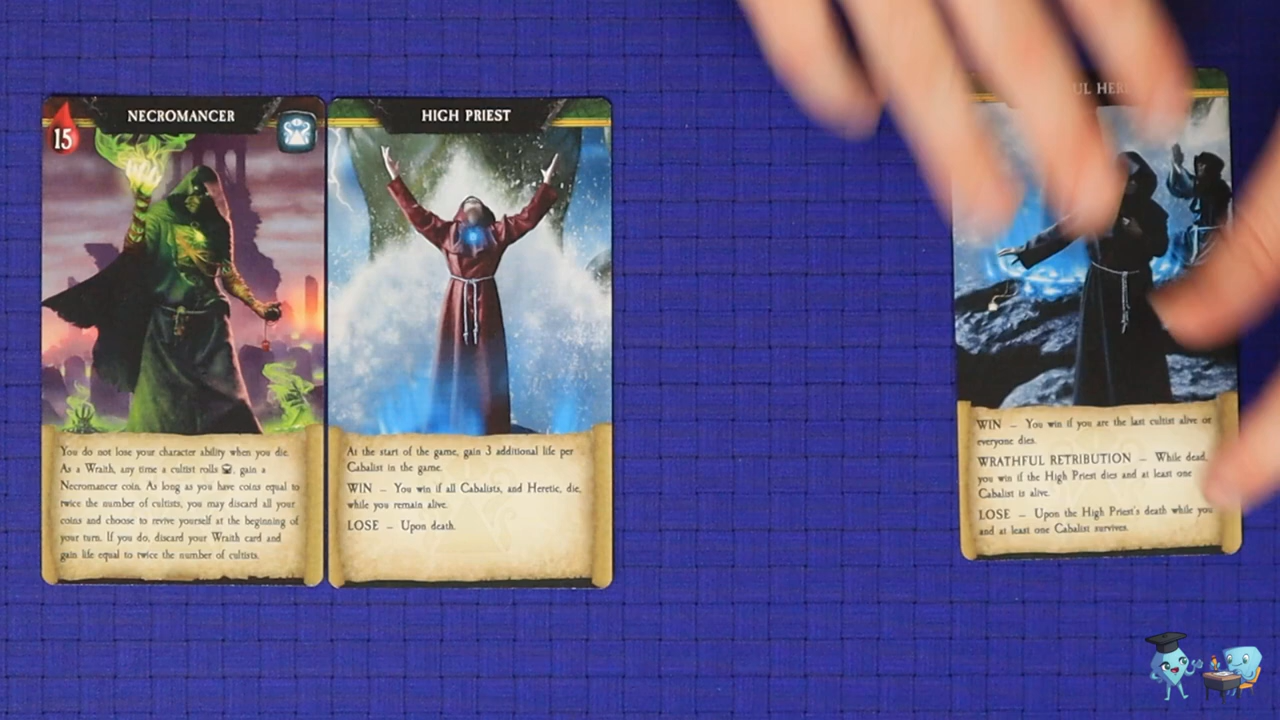 NECROMANCER
15
You do not lose your character ability when you die.
As a Wraith, any time a cultist rolls, gain a
Necromancer coin. As long as you have coins equal to
twice the number of cultists, you may discard all your
coins and choose to revive yourself at the beginning of
your turn. If you do, discard your Wraith card and
gain life equal to twice the number of cultists.
HIGH PRIEST
At the start of the game, gain 3 additional life per
Cabalist in the game.
WIN – You win if all Cabalists, and Heretic, die,
while you remain alive.
LOSE – Upon death.
WIN – You win if you are the last cultist alive or
everyone dies.
WRATHFUL RETRIBUTION – While dead,
you win if the High Priest dies and at least one
Cabalist is alive.
LOSE – Upon the High Priest's death while you
and at least one Cabalist survives.